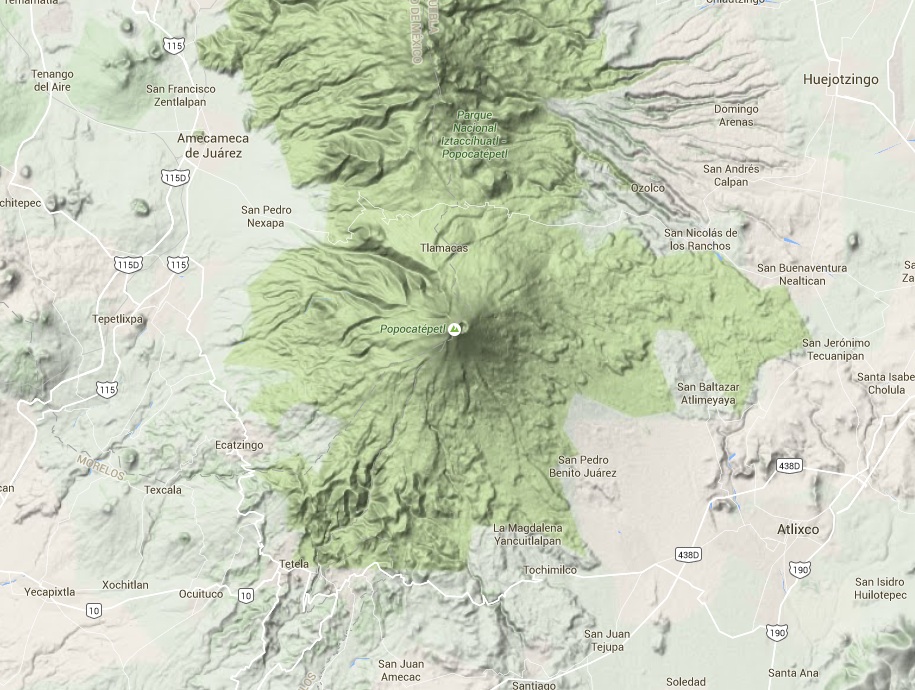 Chiautzingo
115
PUEBLA
O DE MÉXICO
Tenango
del Aire
San Francisco
Zentlalpan
Huejotzingo
Parque
Nacional
Iztaccíhuatl-
Popocatépetl
Domingo
Arenas
Amecameca
de Juárez
115D
San Andrés
Calpan
Ozolco
chitepec
San Pedro
Nexapa
San Nicolás de
los Ranchos
Tlamacas
115D
115
San Buenaventura
Nealtican
Sa
Za
Tepetlixpa
Popocatépetl
San Jerónimo
Tecuanipan
115
San Baltazar
Atlimeyaya
Santa Isabe
Cholula
Ecatzingo
MORELOS
San Pedro
Benito Juárez
438D
can
Texcala
La Magdalena
Yancuitlalpan
Atlixco
438D
Tetela
Tochimilco
190
Xochitlan
Yecapixtla
Ocuituco
10
10
San Isidro
Huilotepec
San Juan
Tejupa
190
San Juan
Amecac
LOS
Santiago
Soledad
Santa Ana